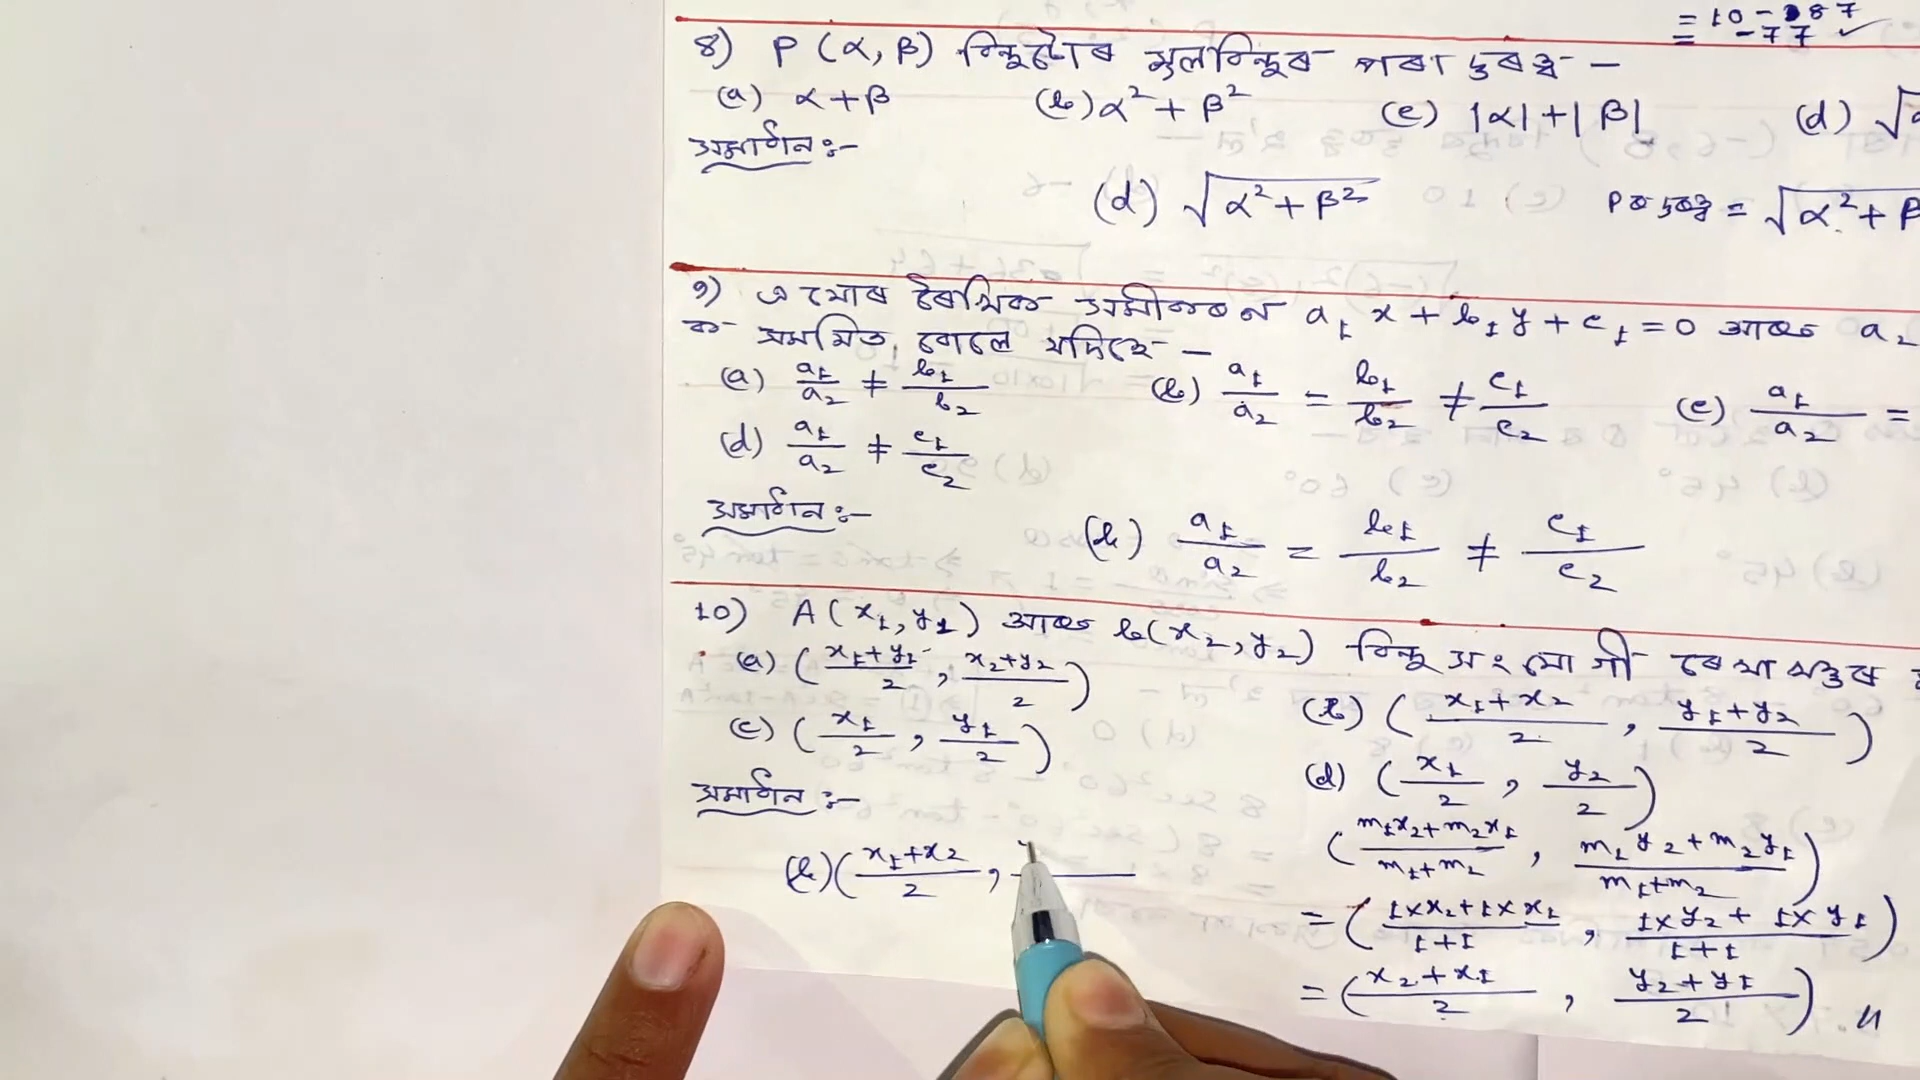 = 10 - 87
= -77 ✓
8) P (α, β) বিন্দুটোৰ মূলবিন্দুৰ পৰা দূৰত্ব -
(a) α + β (b) α² + β² (c) |α| + |β| (d) √
সমাধান :-
(d) √(α² + β²) PO দূৰত্ব = √(α² + β
9) এযোৰ ৰৈখিক সমীকৰণ a₁x + b₁y + c₁ = 0 আৰু a₂
ক অসমমিত বোলে যদিহে -
(a) a₁/a₂ ≠ b₁/b₂ (b) a₁/a₂ = b₁/b₂ ≠ c₁/c₂ (c) a₁/a₂ =
(d) a₁/a₂ ≠ c₁/c₂
সমাধান :-
(b) a₁/a₂ = b₁/b₂ ≠ c₁/c₂
10) A (x₁, y₁) আৰু b(x₂, y₂) বিন্দু সংযোগী ৰেখাখণ্ডৰ
(a) ((x₁+y₁)/2, (x₂+y₂)/2) (b) ((x₁+x₂)/2, (y₁+y₂)/2)
(c) (x₁/2, y₁/2) (d) (x₁/2, y₂/2)
সমাধান :-
(b) ((x₁+x₂)/2,
((m₁x₂+m₂x₁)/(m₁+m₂), (m₁y₂+m₂y₁)/(m₁+m₂))
= ((1×x₂+1×x₁)/(1+1), (1×y₂+1×y₁)/(1+1))
= ((x₂+x₁)/2, (y₂+y₁)/2) //